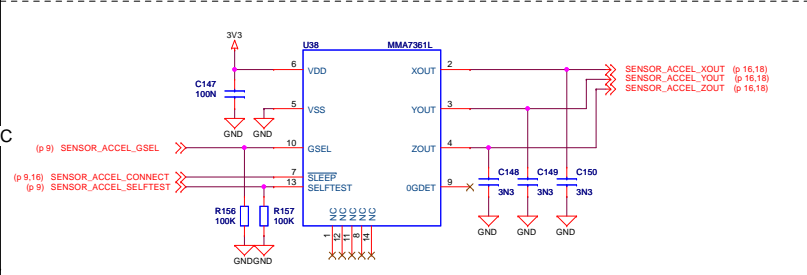 3V3
U38 MMA7361L
6 VDD XOUT 2 SENSOR_ACCEL_XOUT (p 16,18)
SENSOR_ACCEL_YOUT (p 16,18)
SENSOR_ACCEL_ZOUT (p 16,18)
C147
100N
5 VSS YOUT 3
GND GND
C
(p 9) SENSOR_ACCEL_GSEL 10 GSEL ZOUT 4
(p 9,16) SENSOR_ACCEL_CONNECT 7 SLEEP
(p 9) SENSOR_ACCEL_SELFTEST 13 SELFTEST 0GDET 9
C148 C149 C150
3N3 3N3 3N3
R156 R157
100K 100K
NC NC NC NC NC
1 12 11 8 14
GND GND GND
GND GND